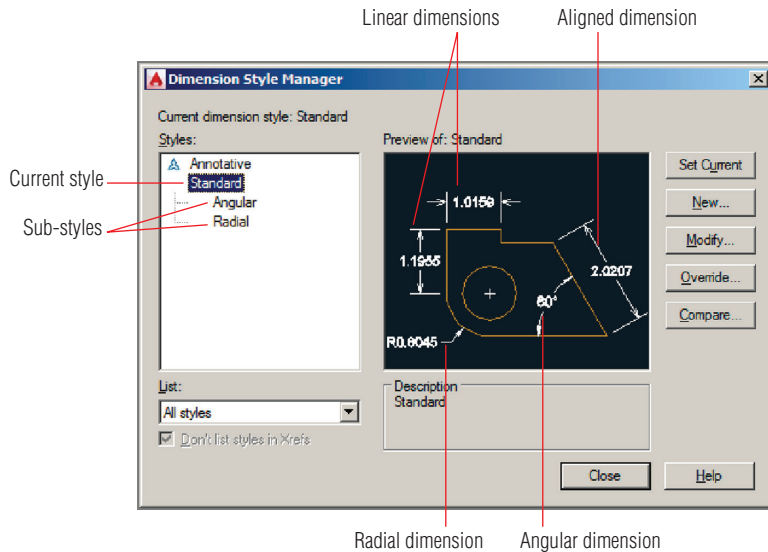 Linear dimensions
Aligned dimension
Dimension Style Manager
Current dimension style: Standard
Styles:
Preview of: Standard
Annotative
Standard
Angular
Radial
Current style
Sub-styles
1.0159
1.1955
2.0207
60°
R0.8045
Set Current
New...
Modify...
Override...
Compare...
List:
All styles
Don't list styles in Xrefs
Description
Standard
Close
Help
Radial dimension
Angular dimension